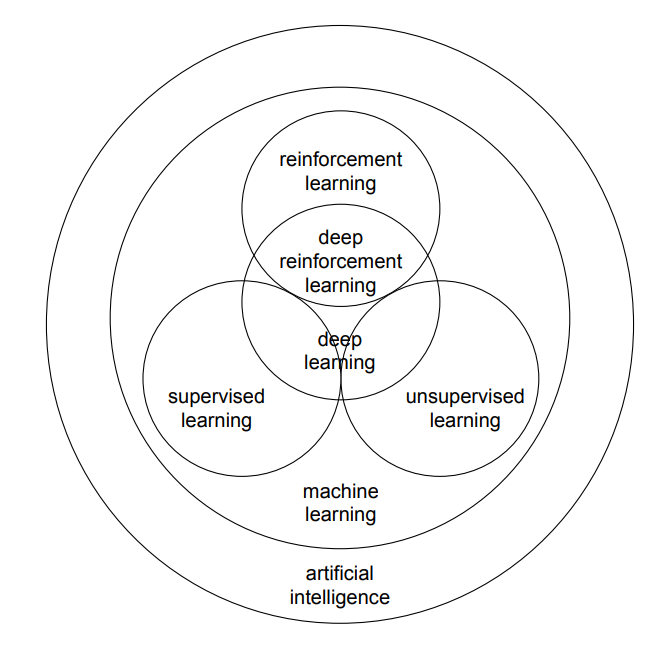 reinforcement
learning
deep
reinforcement
learning
deep
learning
supervised
learning
unsupervised
learning
machine
learning
artificial
intelligence